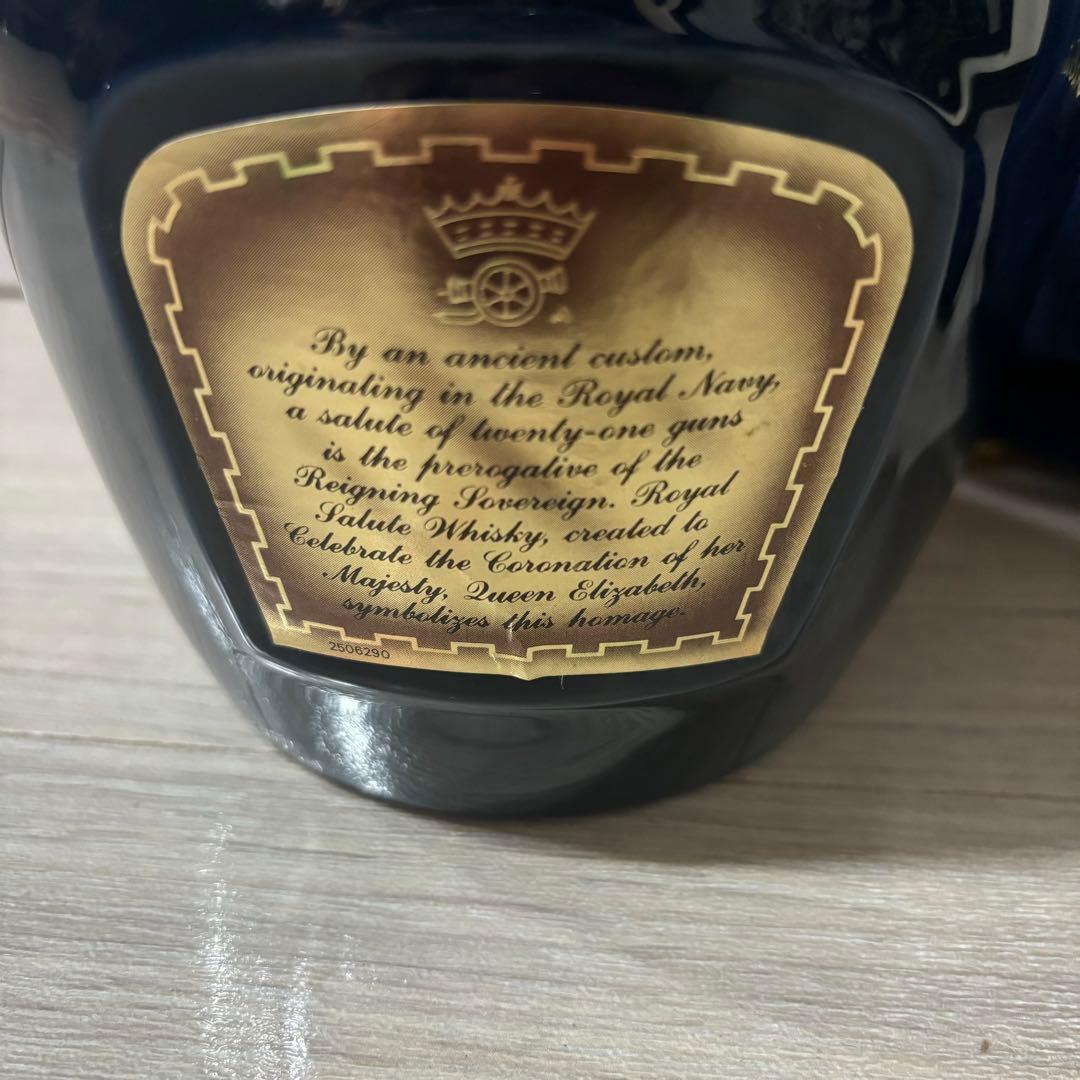 By an ancient custom,
originating in the Royal Navy,
a salute of twenty-one guns
is the prerogative of the
Reigning Sovereign. Royal
Salute Whisky, created to
Celebrate the Coronation of her
Majesty, Queen Elizabeth,
symbolizes this homage.
2506290